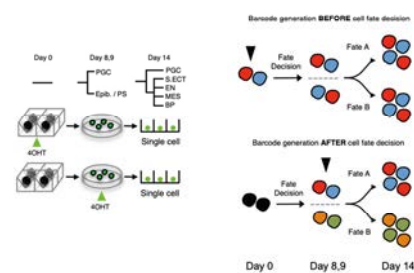 Day 0 Day 8,9 Day 14
PGC
Epib. / PS
PGC
S.ECT
EN
MES
BP
4OHT
Single cell
4OHT
Single cell
Barcode generation BEFORE cell fate decision
Fate
Decision
Fate A
Fate B
Barcode generation AFTER cell fate decision
Fate
Decision
Fate A
Fate B
Day 0 Day 8,9 Day 14